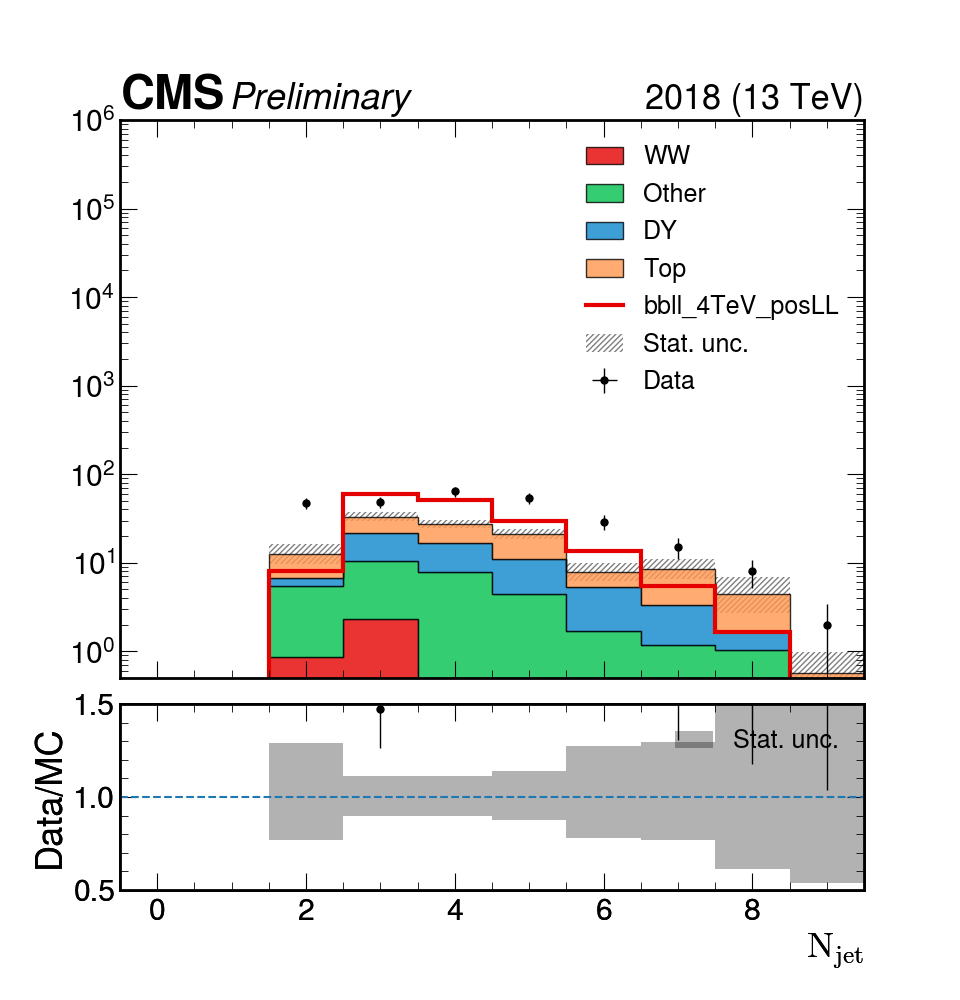 CMS Preliminary 2018 (13 TeV)
10^6
WW
Other
10^5
DY
Top
10^4
bbll_4TeV_posLL
Stat. unc.
10^3
Data
10^2
10^1
10^0
1.5
Stat. unc.
1.0
Data/MC
0.5
0 2 4 6 8
N_jet